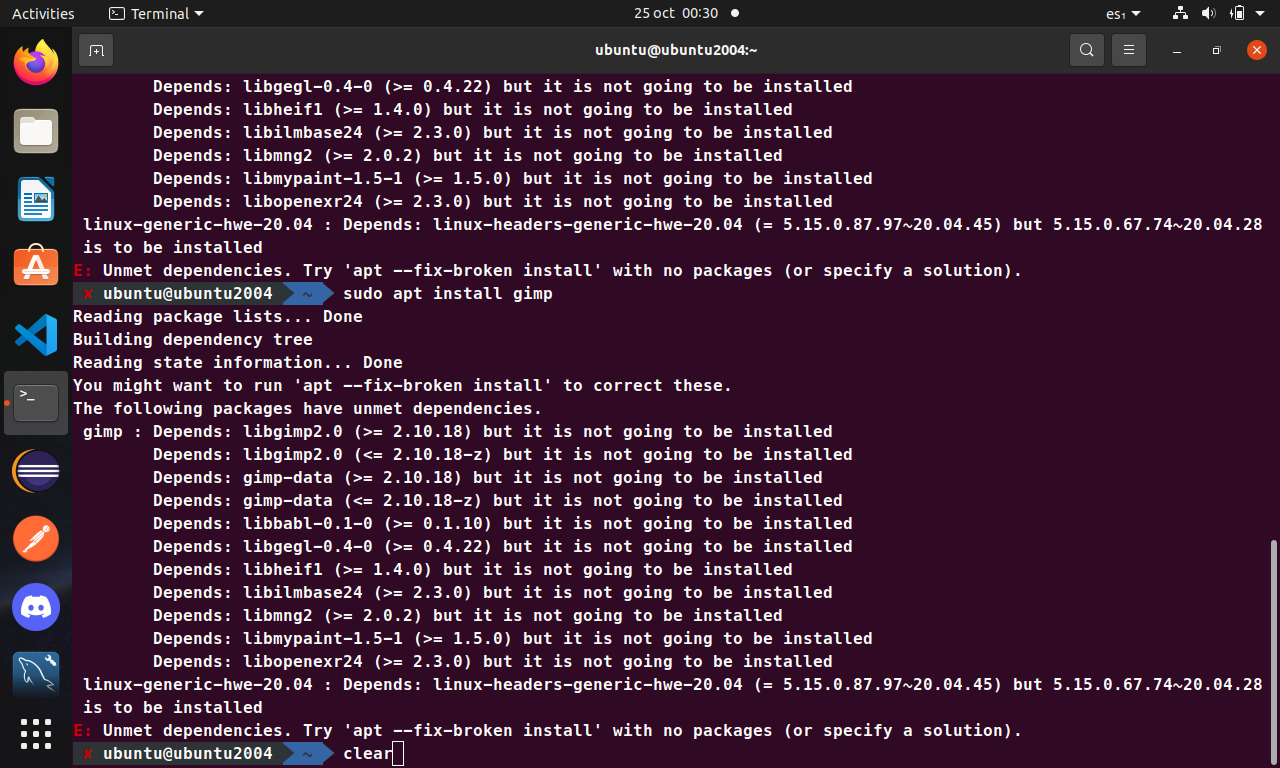 Activities Terminal 25 oct 00:30 es₁
ubuntu@ubuntu2004:~
Depends: libgegl-0.4-0 (>= 0.4.22) but it is not going to be installed
Depends: libheif1 (>= 1.4.0) but it is not going to be installed
Depends: libilmbase24 (>= 2.3.0) but it is not going to be installed
Depends: libmng2 (>= 2.0.2) but it is not going to be installed
Depends: libmypaint-1.5-1 (>= 1.5.0) but it is not going to be installed
Depends: libopenexr24 (>= 2.3.0) but it is not going to be installed
linux-generic-hwe-20.04 : Depends: linux-headers-generic-hwe-20.04 (= 5.15.0.87.97~20.04.45) but 5.15.0.67.74~20.04.28
is to be installed
E: Unmet dependencies. Try 'apt --fix-broken install' with no packages (or specify a solution).
✘ ubuntu@ubuntu2004 ~ sudo apt install gimp
Reading package lists... Done
Building dependency tree
Reading state information... Done
You might want to run 'apt --fix-broken install' to correct these.
The following packages have unmet dependencies.
gimp : Depends: libgimp2.0 (>= 2.10.18) but it is not going to be installed
Depends: libgimp2.0 (<= 2.10.18-z) but it is not going to be installed
Depends: gimp-data (>= 2.10.18) but it is not going to be installed
Depends: gimp-data (<= 2.10.18-z) but it is not going to be installed
Depends: libbabl-0.1-0 (>= 0.1.10) but it is not going to be installed
Depends: libgegl-0.4-0 (>= 0.4.22) but it is not going to be installed
Depends: libheif1 (>= 1.4.0) but it is not going to be installed
Depends: libilmbase24 (>= 2.3.0) but it is not going to be installed
Depends: libmng2 (>= 2.0.2) but it is not going to be installed
Depends: libmypaint-1.5-1 (>= 1.5.0) but it is not going to be installed
Depends: libopenexr24 (>= 2.3.0) but it is not going to be installed
linux-generic-hwe-20.04 : Depends: linux-headers-generic-hwe-20.04 (= 5.15.0.87.97~20.04.45) but 5.15.0.67.74~20.04.28
is to be installed
E: Unmet dependencies. Try 'apt --fix-broken install' with no packages (or specify a solution).
✘ ubuntu@ubuntu2004 ~ clear